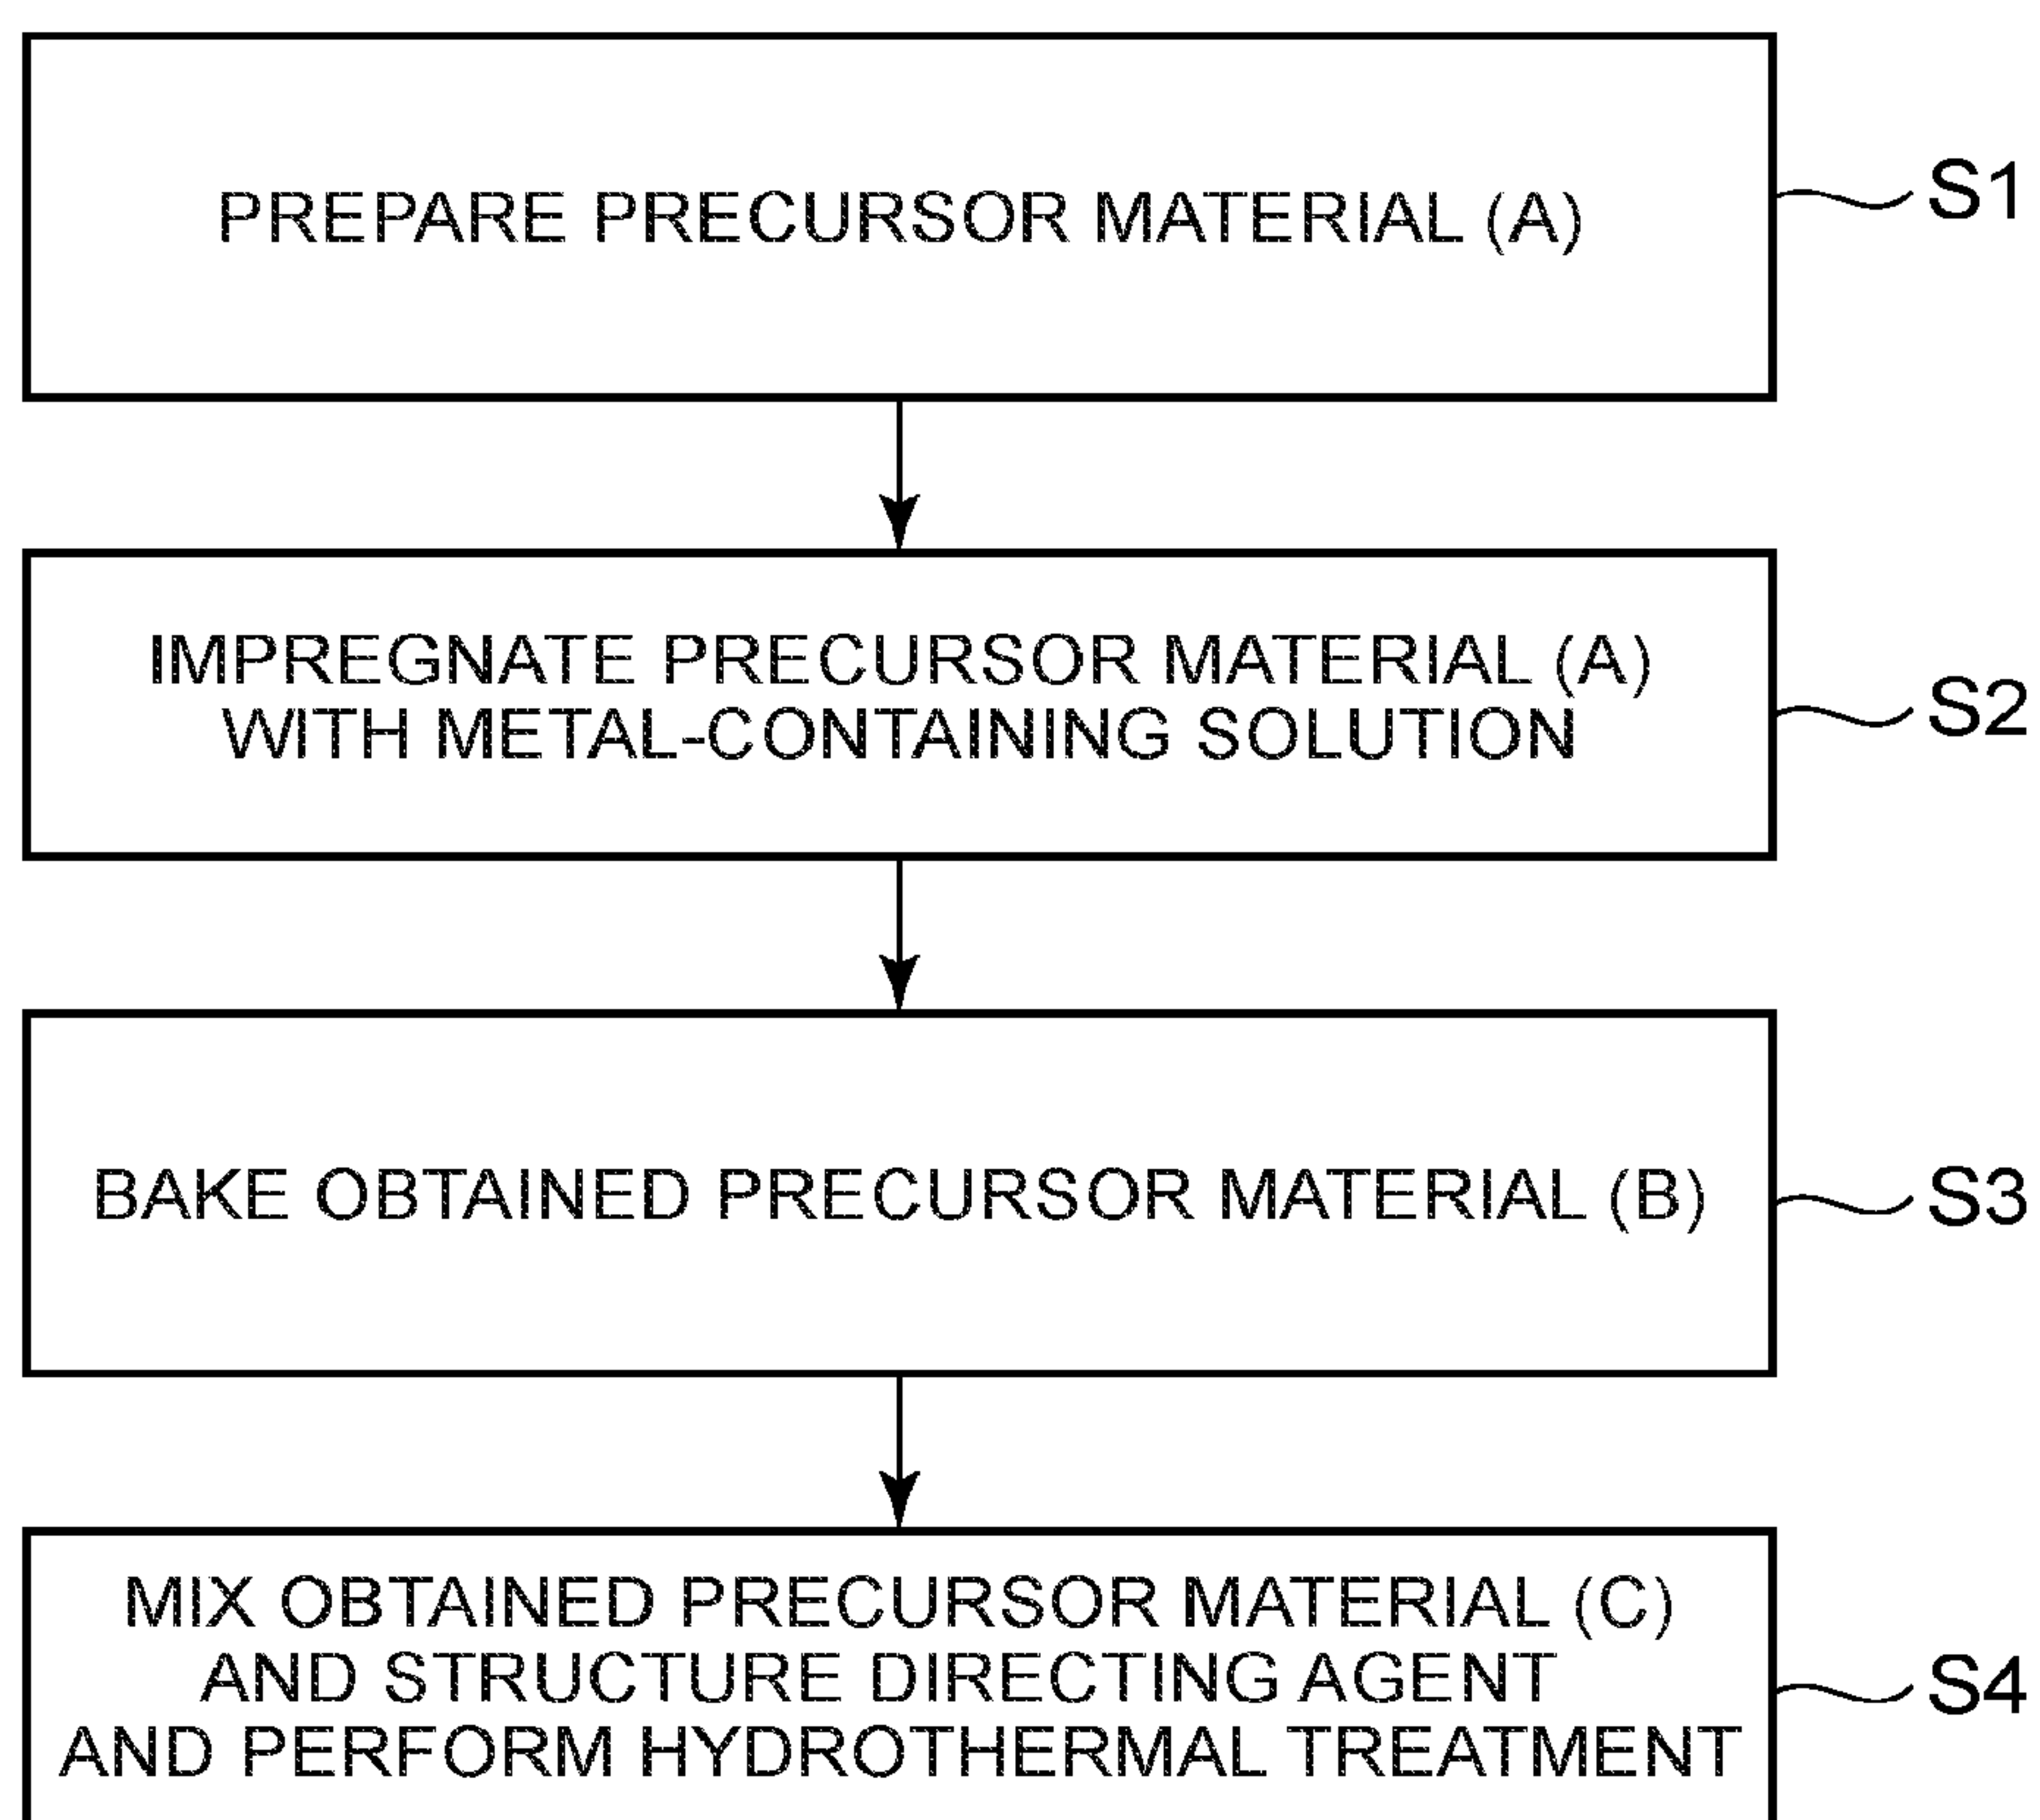 PREPARE PRECURSOR MATERIAL (A)
S1
IMPREGNATE PRECURSOR MATERIAL (A)
WITH METAL-CONTAINING SOLUTION
S2
BAKE OBTAINED PRECURSOR MATERIAL (B)
S3
MIX OBTAINED PRECURSOR MATERIAL (C)
AND STRUCTURE DIRECTING AGENT
AND PERFORM HYDROTHERMAL TREATMENT
S4